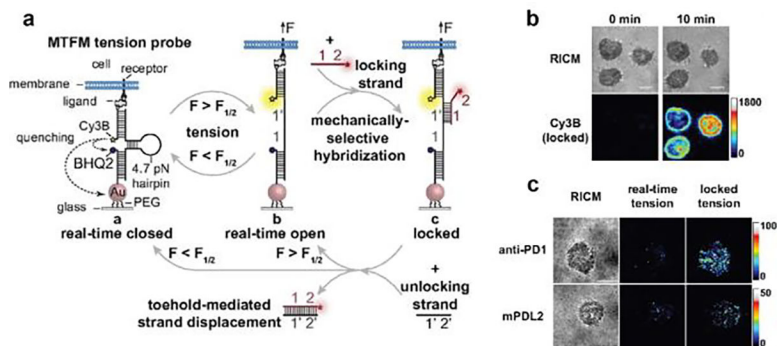 a
MTFM tension probe
cell
receptor
membrane
ligand
Cy3B
quenching
BHQ2
4.7 pN
hairpin
Au
glass
PEG
a
real-time closed
F > F1/2
tension
F < F1/2
b
F
1'
1
b
real-time open
+
1 2
locking
strand
mechanically-
selective
hybridization
c
F
2
1
1
c
locked
F < F1/2
F > F1/2
+
unlocking
strand
1' 2'
toehold-mediated
strand displacement
1 2
1' 2'
b
0 min
10 min
RICM
Cy3B
(locked)
1800
0
c
RICM
real-time
tension
locked
tension
anti-PD1
100
0
mPDL2
50
0